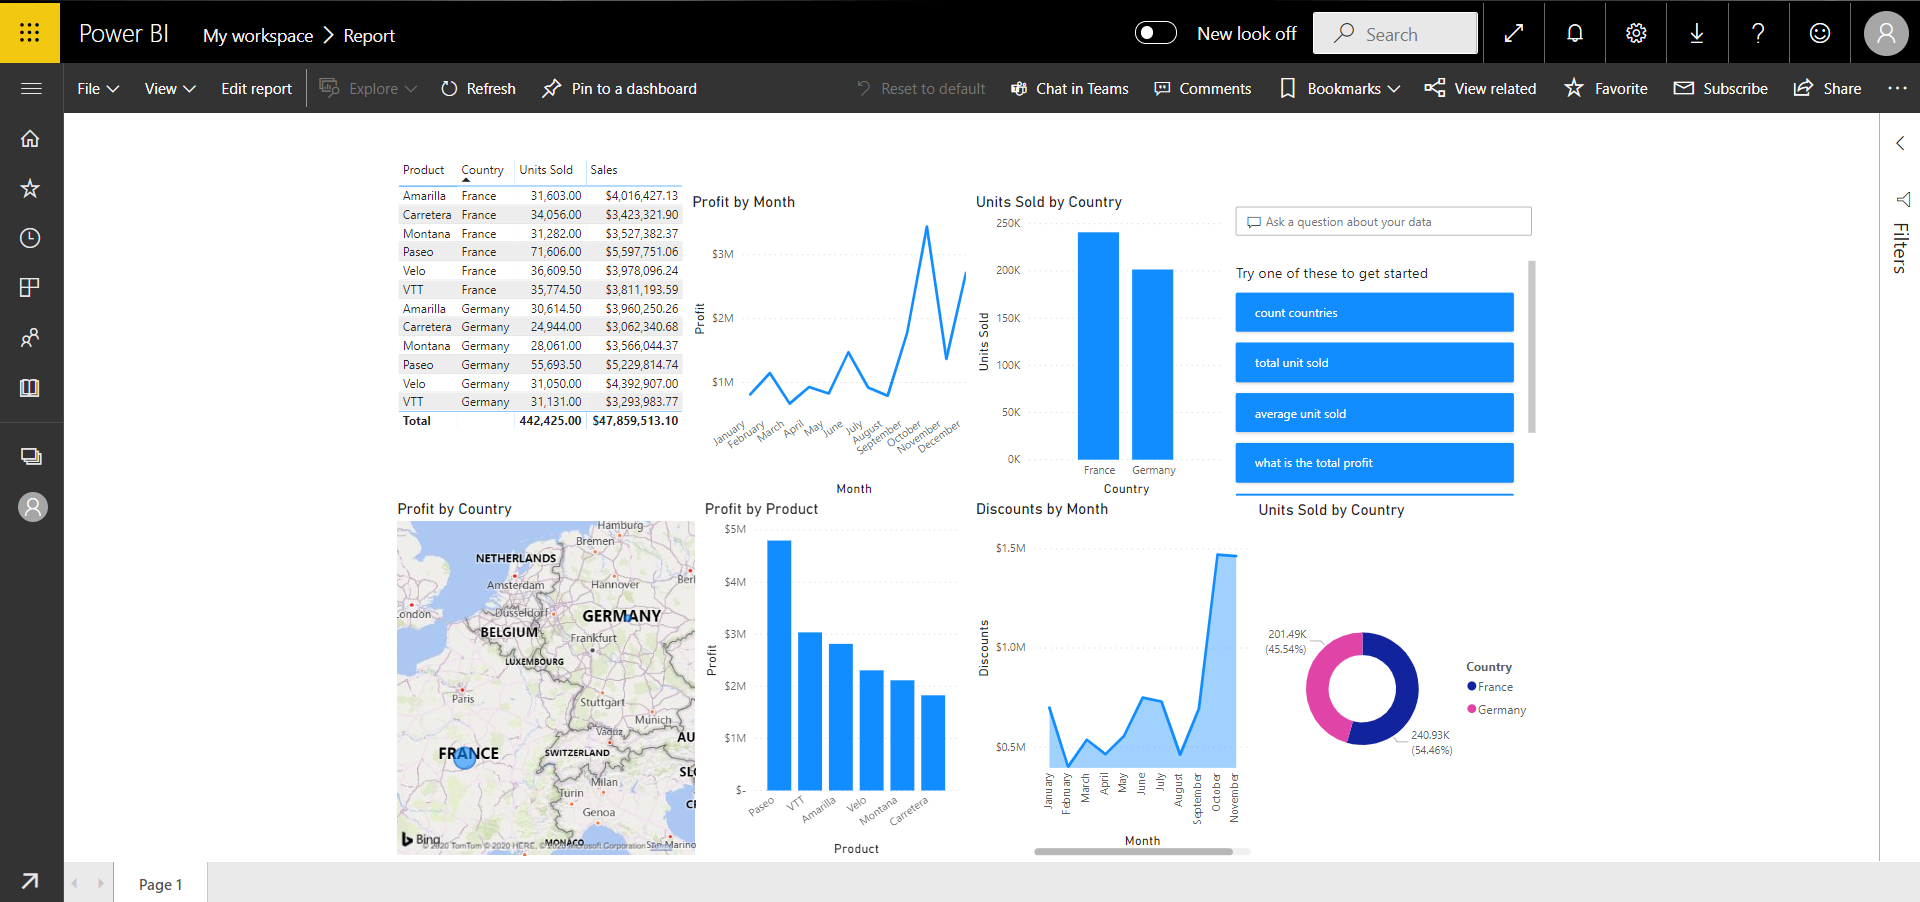 Power BI My workspace > Report New look off Search
File View Edit report Explore Refresh Pin to a dashboard Reset to default Chat in Teams Comments Bookmarks View related Favorite Subscribe Share ...
Filters
Product Country Units Sold Sales
Amarilla France 31,603.00 $4,016,427.13
Carretera France 34,056.00 $3,423,321.90
Montana France 31,282.00 $3,527,382.37
Paseo France 71,606.00 $5,597,751.06
Velo France 36,609.50 $3,978,096.24
VTT France 35,774.50 $3,811,193.59
Amarilla Germany 30,614.50 $3,960,250.26
Carretera Germany 24,944.00 $3,062,340.68
Montana Germany 28,061.00 $3,566,044.37
Paseo Germany 55,693.50 $5,229,814.74
Velo Germany 31,050.00 $4,392,907.00
VTT Germany 31,131.00 $3,293,983.77
Total 442,425.00 $47,859,513.10
Profit by Month
Profit
$3M
$2M
$1M
January February March April May June July August September October November December
Month
Units Sold by Country
Units Sold
250K
200K
150K
100K
50K
0K
France Germany
Country
Ask a question about your data
Try one of these to get started
count countries
total unit sold
average unit sold
what is the total profit
Profit by Country
Hamburg
Bremen
NETHERLANDS
Amsterdam
Hannover
Berl
ondon
Düsseldorf
GERMANY
BELGIUM
Frankfurt
LUXEMBOURG
Paris
Stuttgart
Munich
Vaduz
AU
FRANCE
SWITZERLAND
SLO
Milan
Turin
CR
Genoa
Bing
MONACO
San Marino
© 2020 TomTom © 2020 HERE, © 2020 Microsoft Corporation Terms
Profit by Product
Profit
$5M
$4M
$3M
$2M
$1M
$-
Paseo VTT Amarilla Velo Montana Carretera
Product
Discounts by Month
Discounts
$1.5M
$1.0M
$0.5M
January February March April May June July August September October November
Month
Units Sold by Country
201.49K
(45.54%)
240.93K
(54.46%)
Country
France
Germany
Page 1